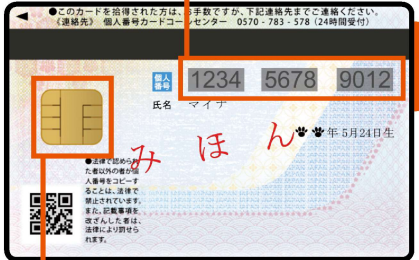 ●このカードを拾得された方は、お手数ですが、下記連絡先までご連絡ください。
《連絡先》 個人番号カードコールセンター 0570-783-578 (24時間受付)
個人番号 1234 5678 9012
氏名 マイナ
年 5月24日生
みほん
●法律で認められ
た者以外の者が個
人番号をコピーす
ることは、法律で
禁止されています。
また、記載事項を
改ざんした者は、
法律により罰せら
れます。